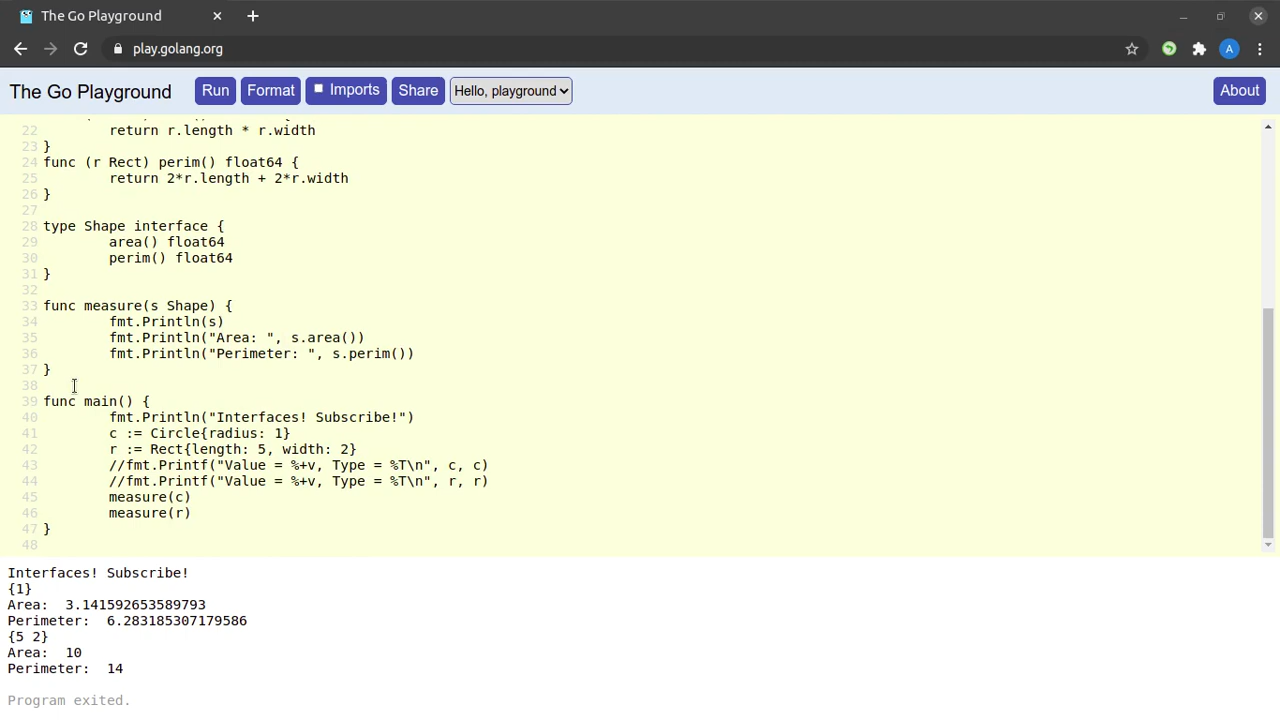 The Go Playground
play.golang.org
A
The Go Playground Run Format Imports Share Hello, playground About
22 return r.length * r.width
23 }
24 func (r Rect) perim() float64 {
25 return 2*r.length + 2*r.width
26 }
27
28 type Shape interface {
29 area() float64
30 perim() float64
31 }
32
33 func measure(s Shape) {
34 fmt.Println(s)
35 fmt.Println("Area: ", s.area())
36 fmt.Println("Perimeter: ", s.perim())
37 }
38
39 func main() {
40 fmt.Println("Interfaces! Subscribe!")
41 c := Circle{radius: 1}
42 r := Rect{length: 5, width: 2}
43 //fmt.Printf("Value = %+v, Type = %T\n", c, c)
44 //fmt.Printf("Value = %+v, Type = %T\n", r, r)
45 measure(c)
46 measure(r)
47 }
48
Interfaces! Subscribe!
{1}
Area:  3.141592653589793
Perimeter:  6.283185307179586
{5 2}
Area:  10
Perimeter:  14
Program exited.